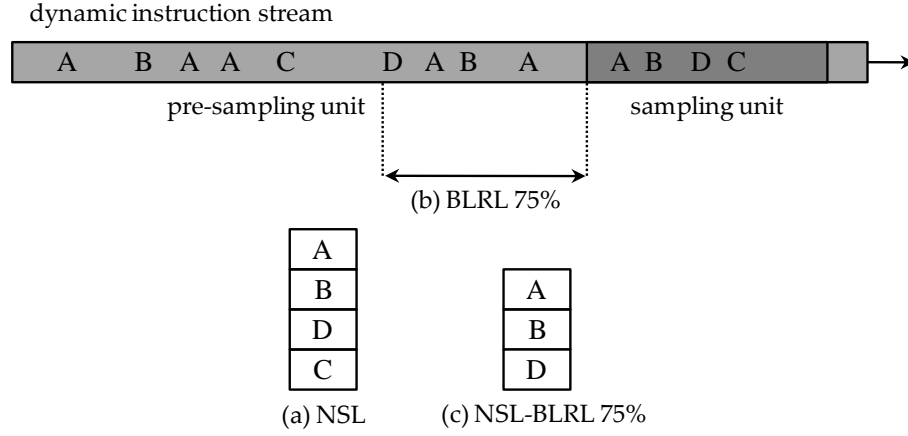 dynamic instruction stream
A B A A C D A B A A B D C
pre-sampling unit sampling unit
(b) BLRL 75%
A
B A
D B
C D
(a) NSL (c) NSL-BLRL 75%